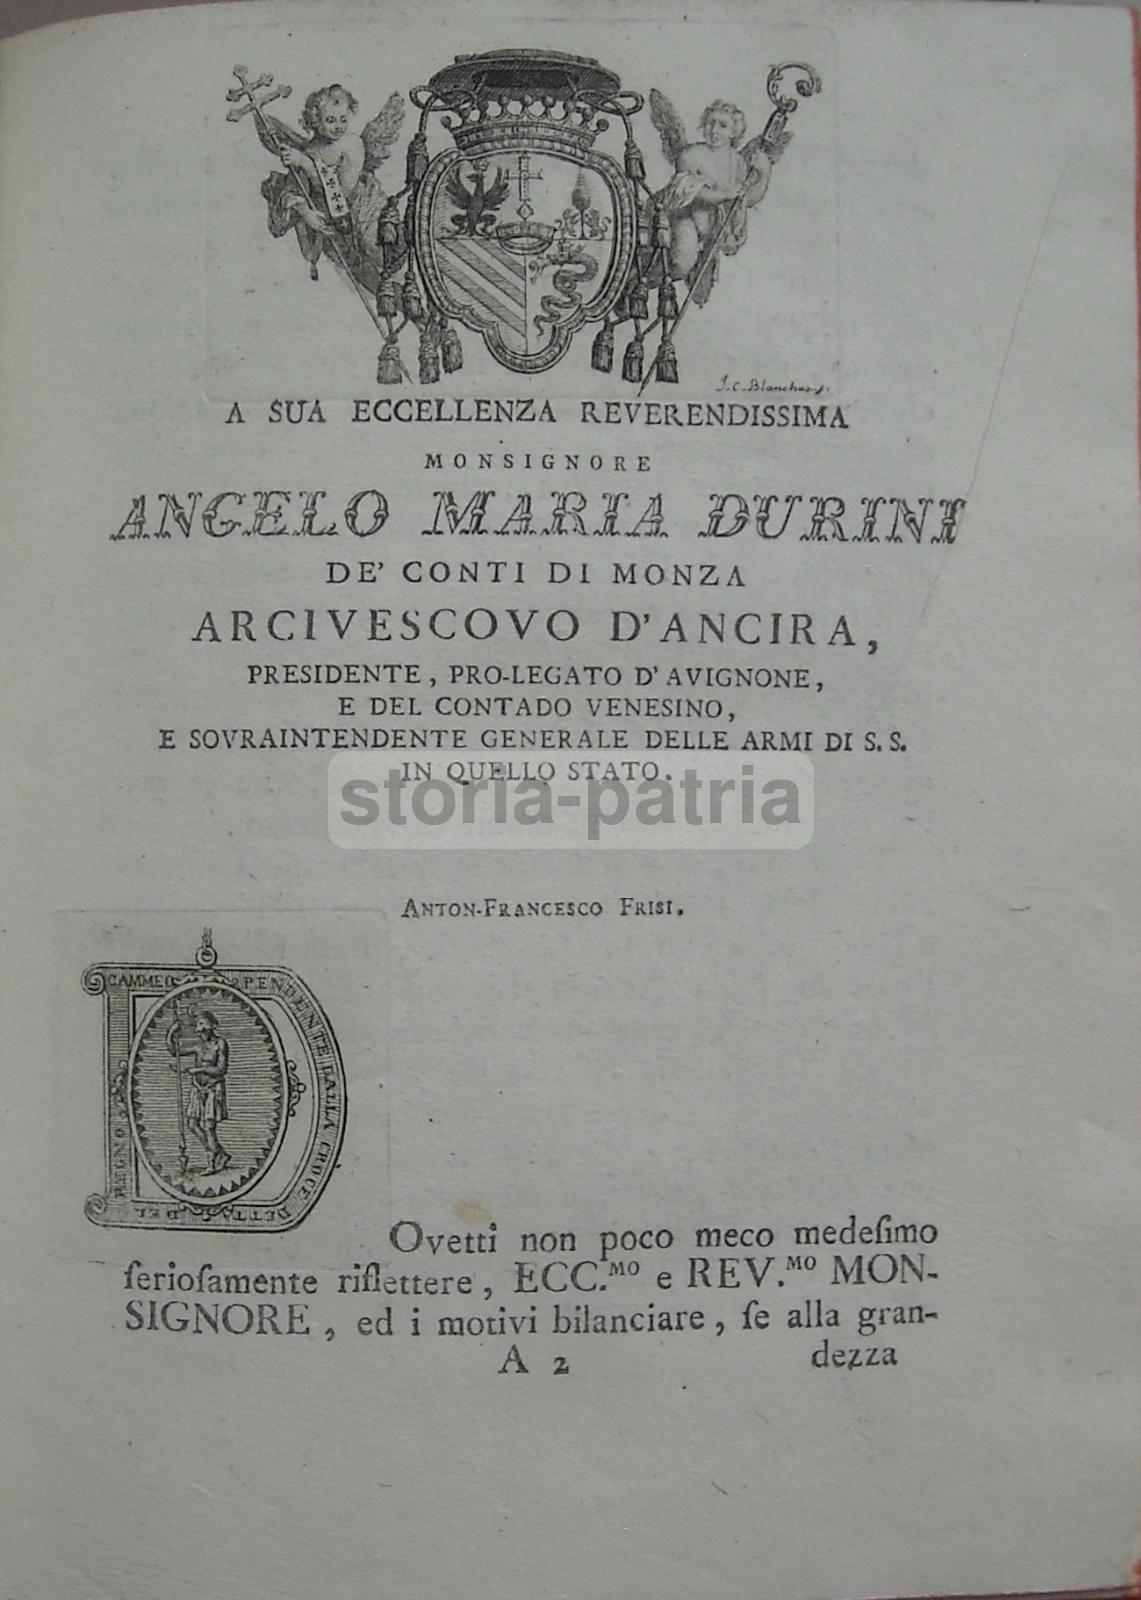 J. C. Blanchus f.
A SUA ECCELLENZA REVERENDISSIMA
MONSIGNORE
ANGELO MARIA DURINI
DE' CONTI DI MONZA
ARCIVESCOVO D'ANCIRA,
PRESIDENTE, PRO-LEGATO D'AVIGNONE,
E DEL CONTADO VENESINO,
E SOVRAINTENDENTE GENERALE DELLE ARMI DI S. S.
IN QUELLO STATO.
storia-patria
ANTON-FRANCESCO FRISI.
CAMMEO PENDENTE DALLA CROCE DETTA DEL REGNO
Ovetti non poco meco medeſimo
ſerioſamente riflettere, ECC.MO e REV.MO MON-
SIGNORE, ed i motivi bilanciare, ſe alla gran-
A 2 dezza